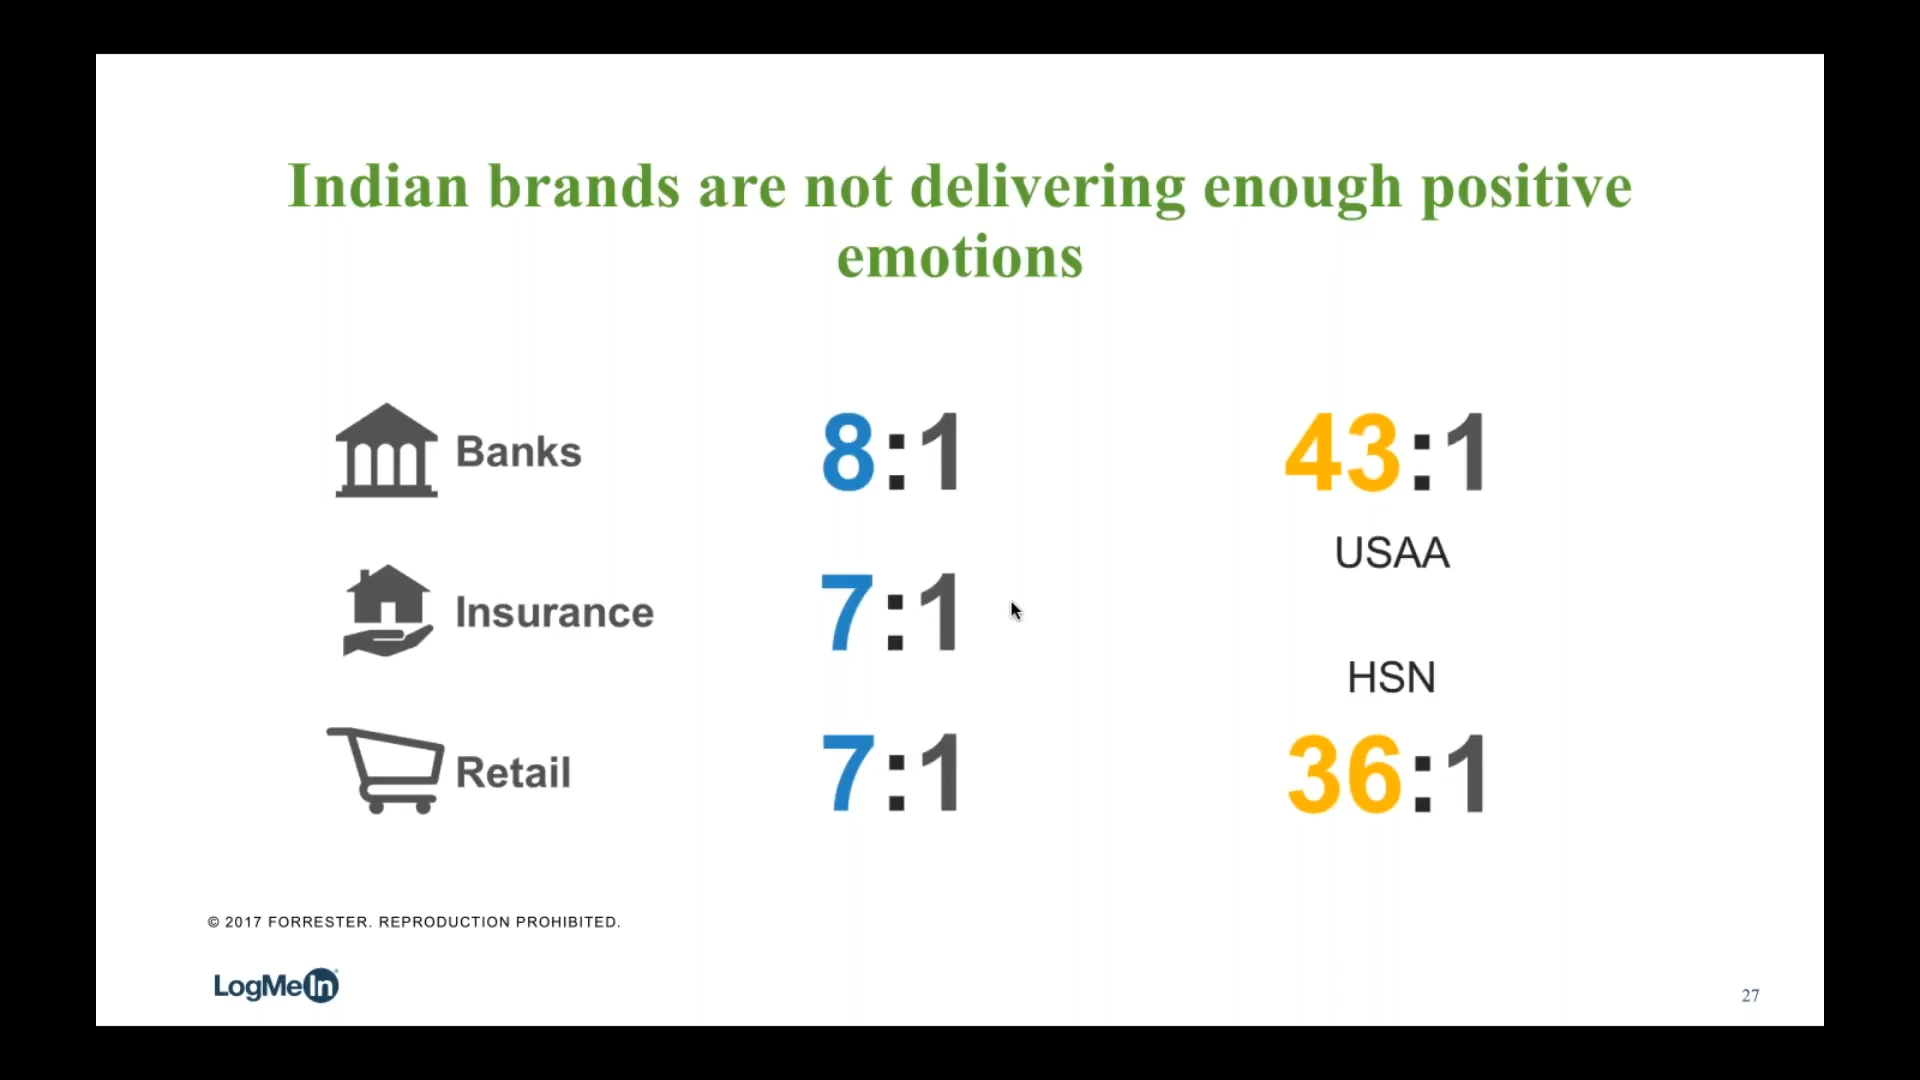 Indian brands are not delivering enough positive
emotions
Banks 8:1 43:1
USAA
Insurance 7:1
HSN
Retail 7:1 36:1
© 2017 FORRESTER. REPRODUCTION PROHIBITED.
LogMeIn
27